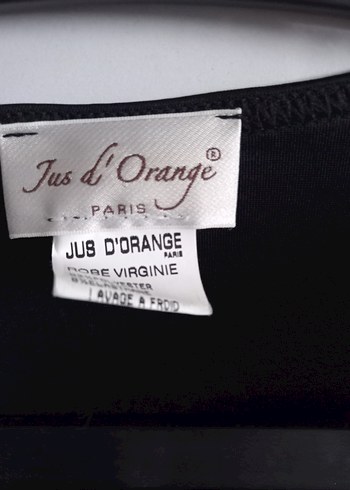 Jus d'Orange®
PARIS
JUS D'ORANGE
PARIS
ROBE VIRGINIE
LAVAGE A FROID